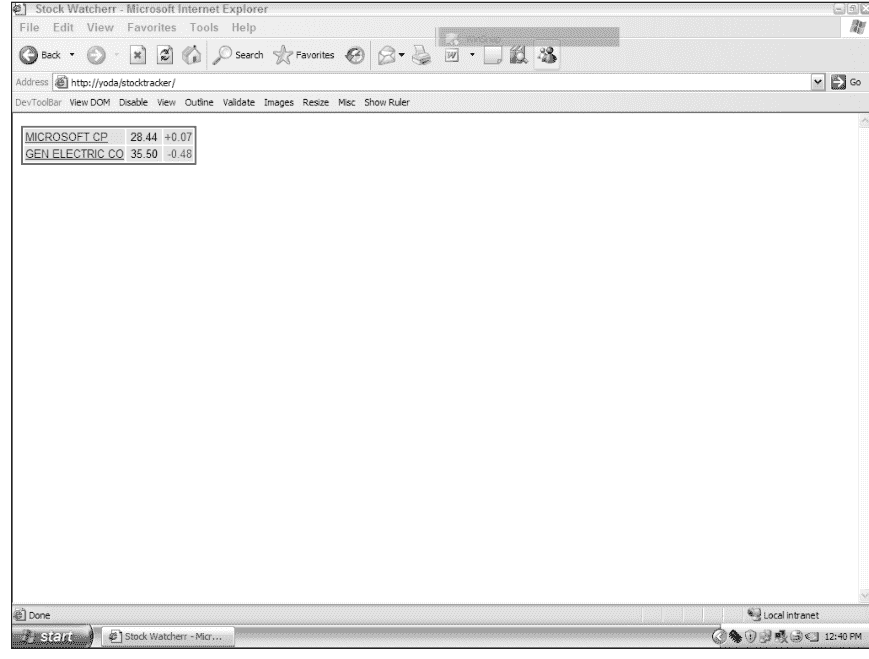 Stock Watcherr - Microsoft Internet Explorer
File Edit View Favorites Tools Help
Back Search Favorites
Address http://yoda/stocktracker/ Go
DevToolBar View DOM Disable View Outline Validate Images Resize Misc Show Ruler
MICROSOFT CP 28.44 +0.07
GEN ELECTRIC CO 35.50 -0.48
Done Local intranet
start Stock Watcherr - Micr... 12:40 PM